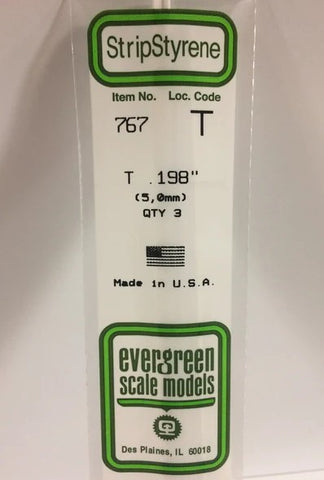 StripStyrene
Item No. Loc. Code
767 T
T .198"
(5,0mm)
QTY 3
Made in U.S.A.
evergreen
scale models
Des Plaines, IL 60018